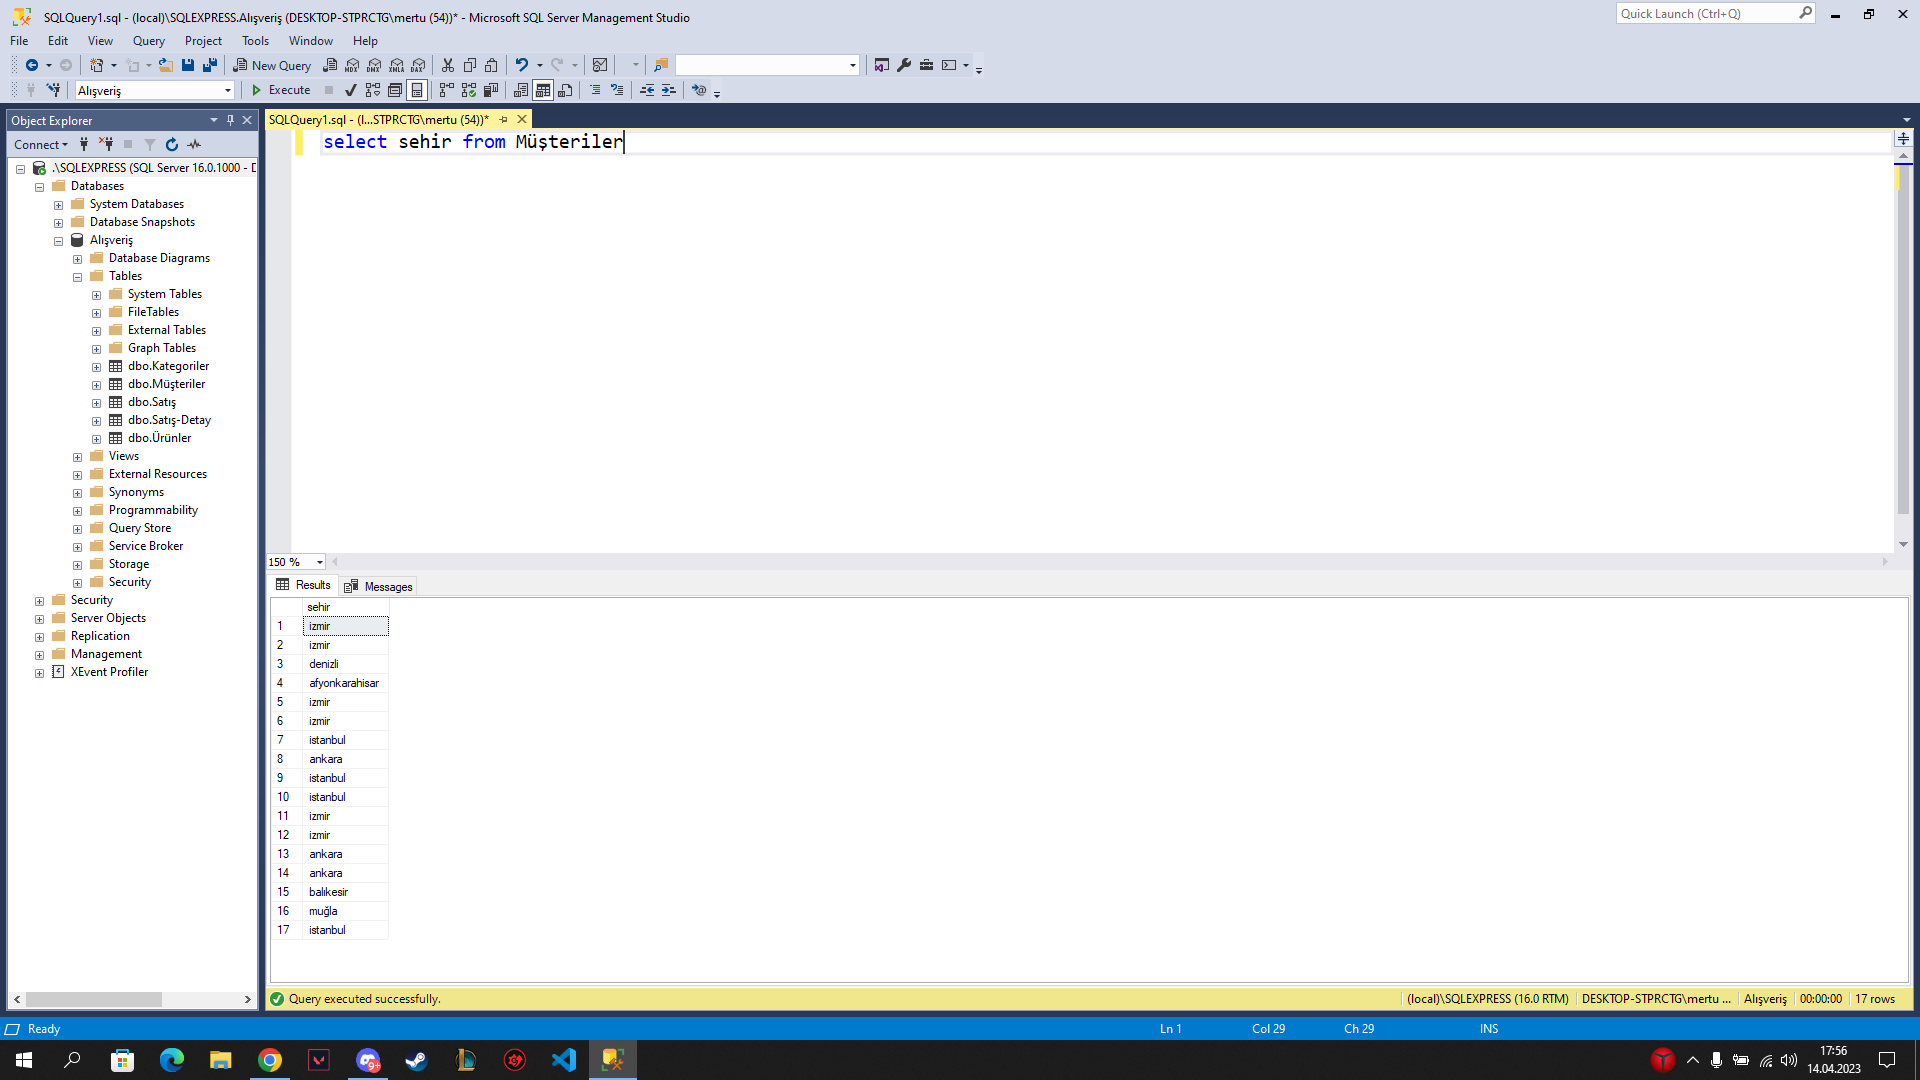 SQLQuery1.sql - (local)\SQLEXPRESS.Alışveriş (DESKTOP-STPRCTG\mertu (54))* - Microsoft SQL Server Management Studio
Quick Launch (Ctrl+Q)
File Edit View Query Project Tools Window Help
New Query
MDX DMX XMLA DAX
Alışveriş
Execute
Object Explorer
Connect
.\SQLEXPRESS (SQL Server 16.0.1000 - D
Databases
System Databases
Database Snapshots
Alışveriş
Database Diagrams
Tables
System Tables
FileTables
External Tables
Graph Tables
dbo.Kategoriler
dbo.Müşteriler
dbo.Satış
dbo.Satış-Detay
dbo.Ürünler
Views
External Resources
Synonyms
Programmability
Query Store
Service Broker
Storage
Security
Security
Server Objects
Replication
Management
XEvent Profiler
SQLQuery1.sql - (l...STPRCTG\mertu (54))*
select sehir from Müşteriler
150 %
Results Messages
sehir
1 izmir
2 izmir
3 denizli
4 afyonkarahisar
5 izmir
6 izmir
7 istanbul
8 ankara
9 istanbul
10 istanbul
11 izmir
12 izmir
13 ankara
14 ankara
15 balıkesir
16 muğla
17 istanbul
Query executed successfully.
(local)\SQLEXPRESS (16.0 RTM) DESKTOP-STPRCTG\mertu ... Alışveriş 00:00:00 17 rows
Ready
Ln 1 Col 29 Ch 29 INS
9+
17:56
14.04.2023